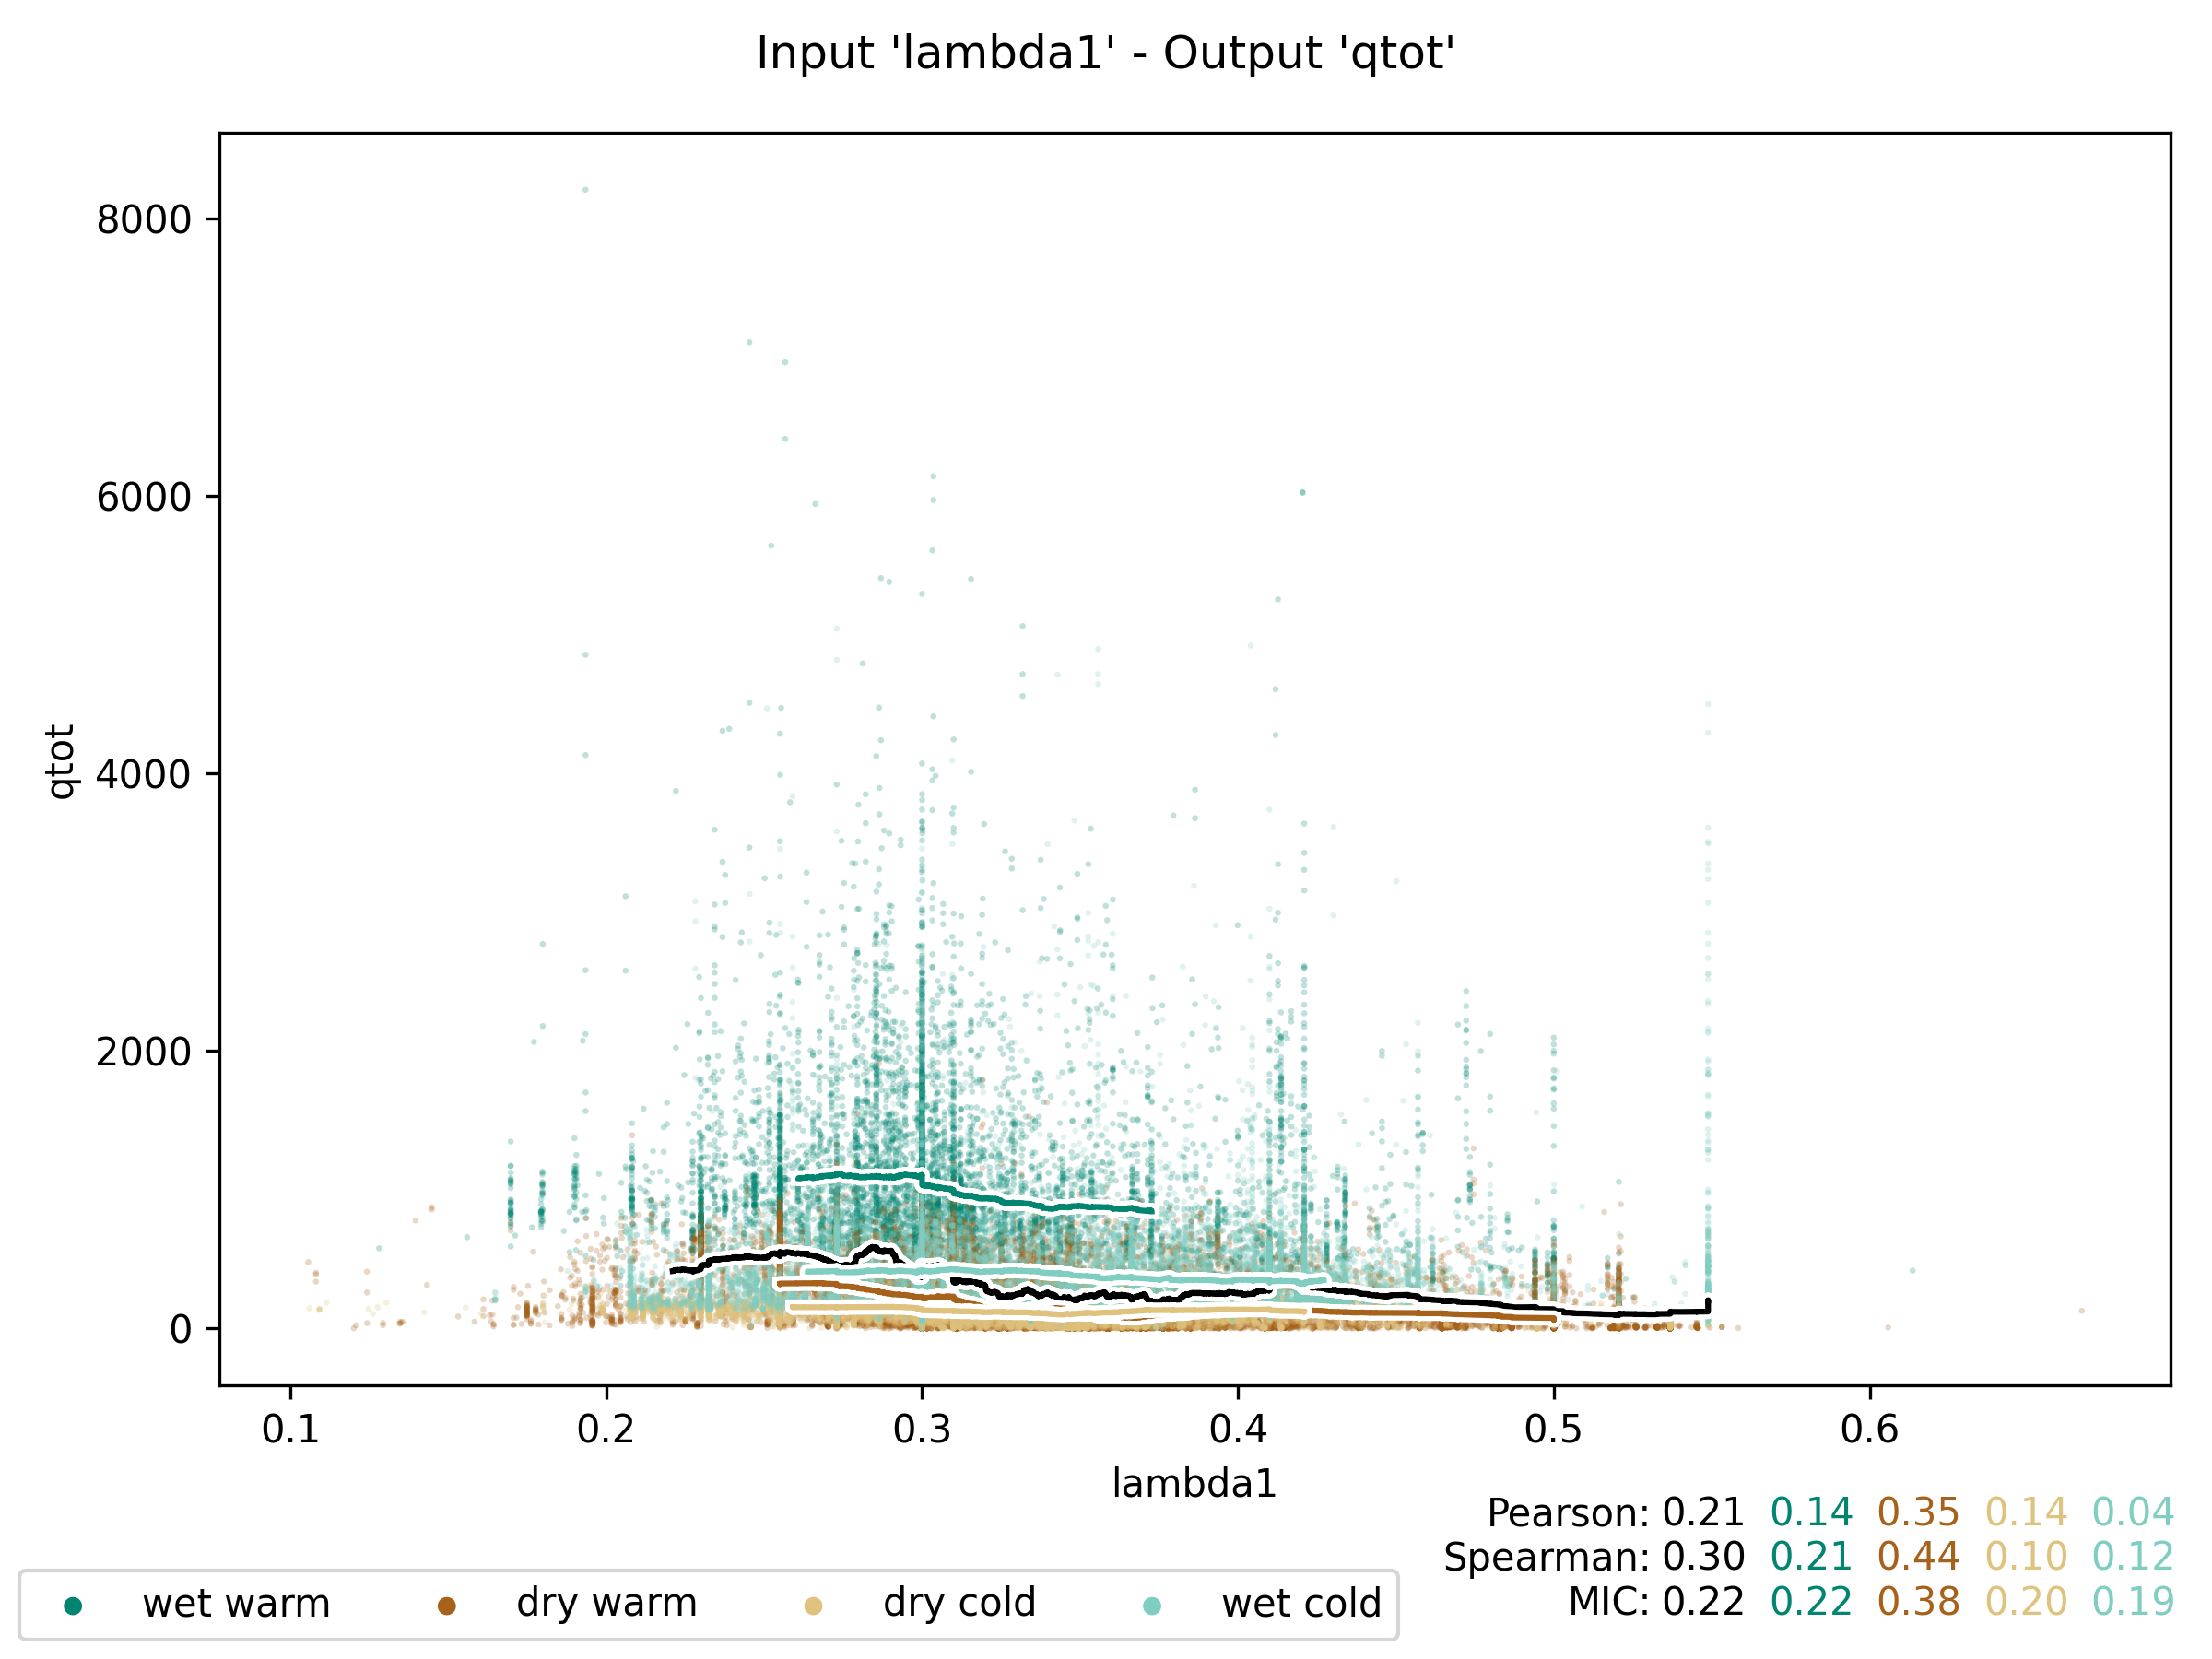 Input 'lambda1' - Output 'qtot'
8000
6000
4000
2000
0
qtot
0.1 0.2 0.3 0.4 0.5 0.6
lambda1
Pearson: 0.21 0.14 0.35 0.14 0.04
Spearman: 0.30 0.21 0.44 0.10 0.12
MIC: 0.22 0.22 0.38 0.20 0.19
wet warm dry warm dry cold wet cold